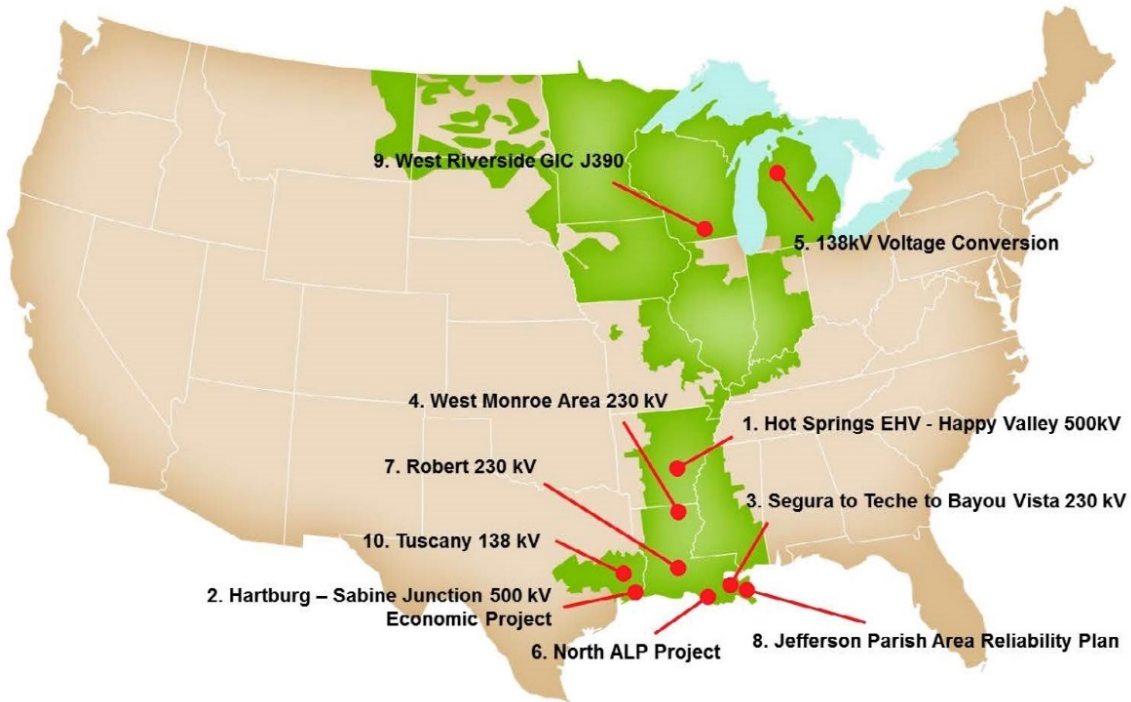 9. West Riverside GIC J390
5. 138kV Voltage Conversion
4. West Monroe Area 230 kV
1. Hot Springs EHV - Happy Valley 500kV
7. Robert 230 kV
3. Segura to Teche to Bayou Vista 230 kV
10. Tuscany 138 kV
2. Hartburg – Sabine Junction 500 kV
Economic Project
6. North ALP Project
8. Jefferson Parish Area Reliability Plan